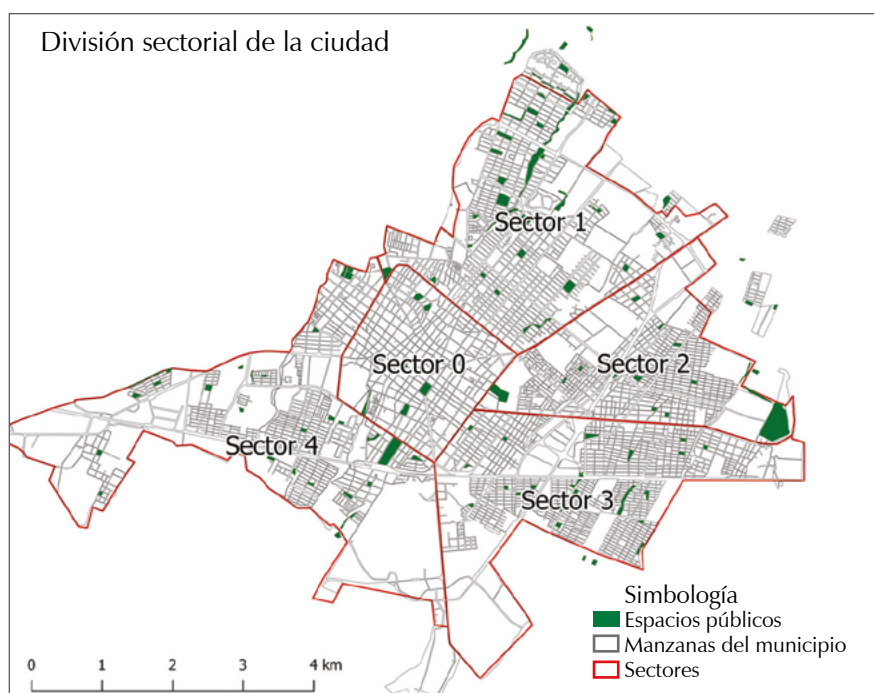 División sectorial de la ciudad
Sector 1
Sector 2
Sector 0
Sector 4
Sector 3
Simbología
Espacios públicos
Manzanas del municipio
Sectores
0 1 2 3 4 km